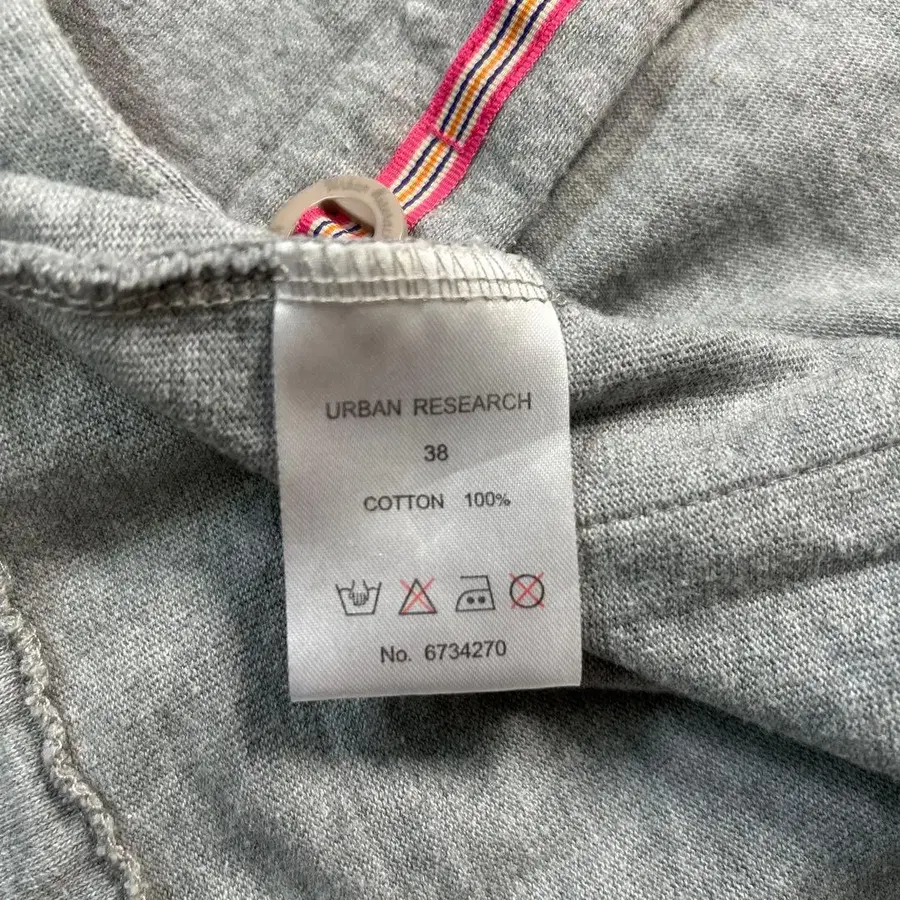 URBAN RESEARCH
38
COTTON 100%
No. 6734270